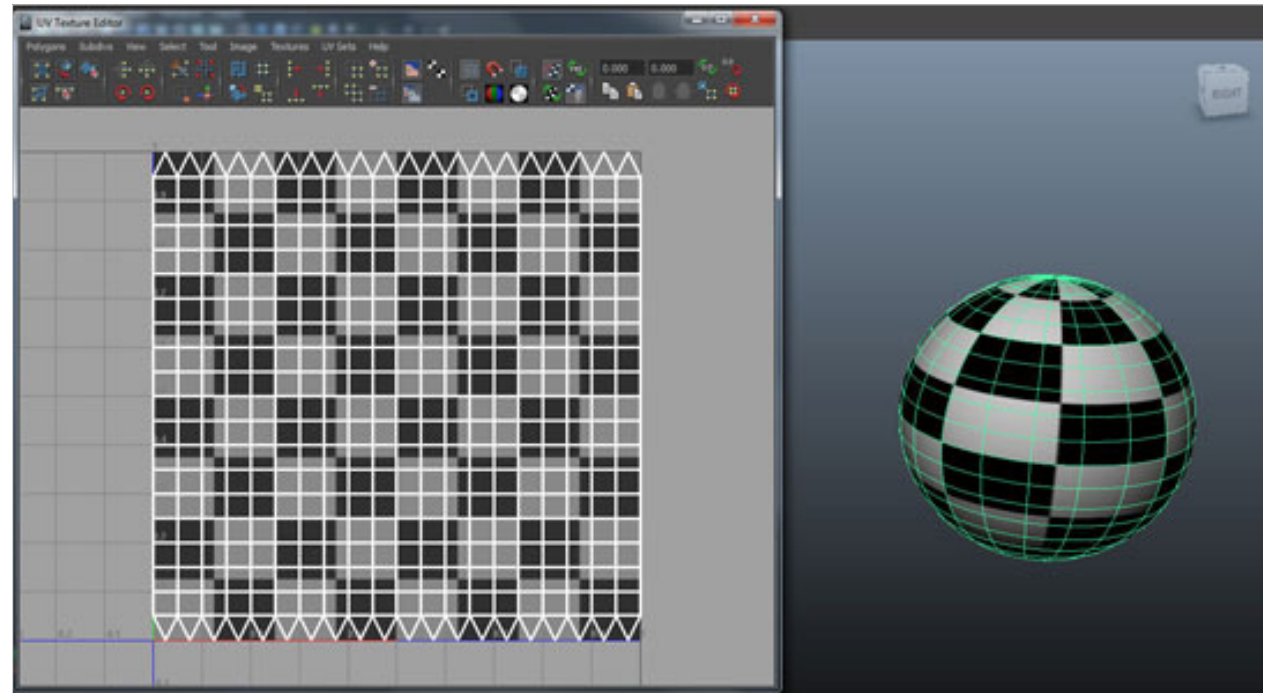 UV Texture Editor
Polygons Subdivs View Select Tool Image Textures UV Sets Help
0.000 0.000
RIGHT